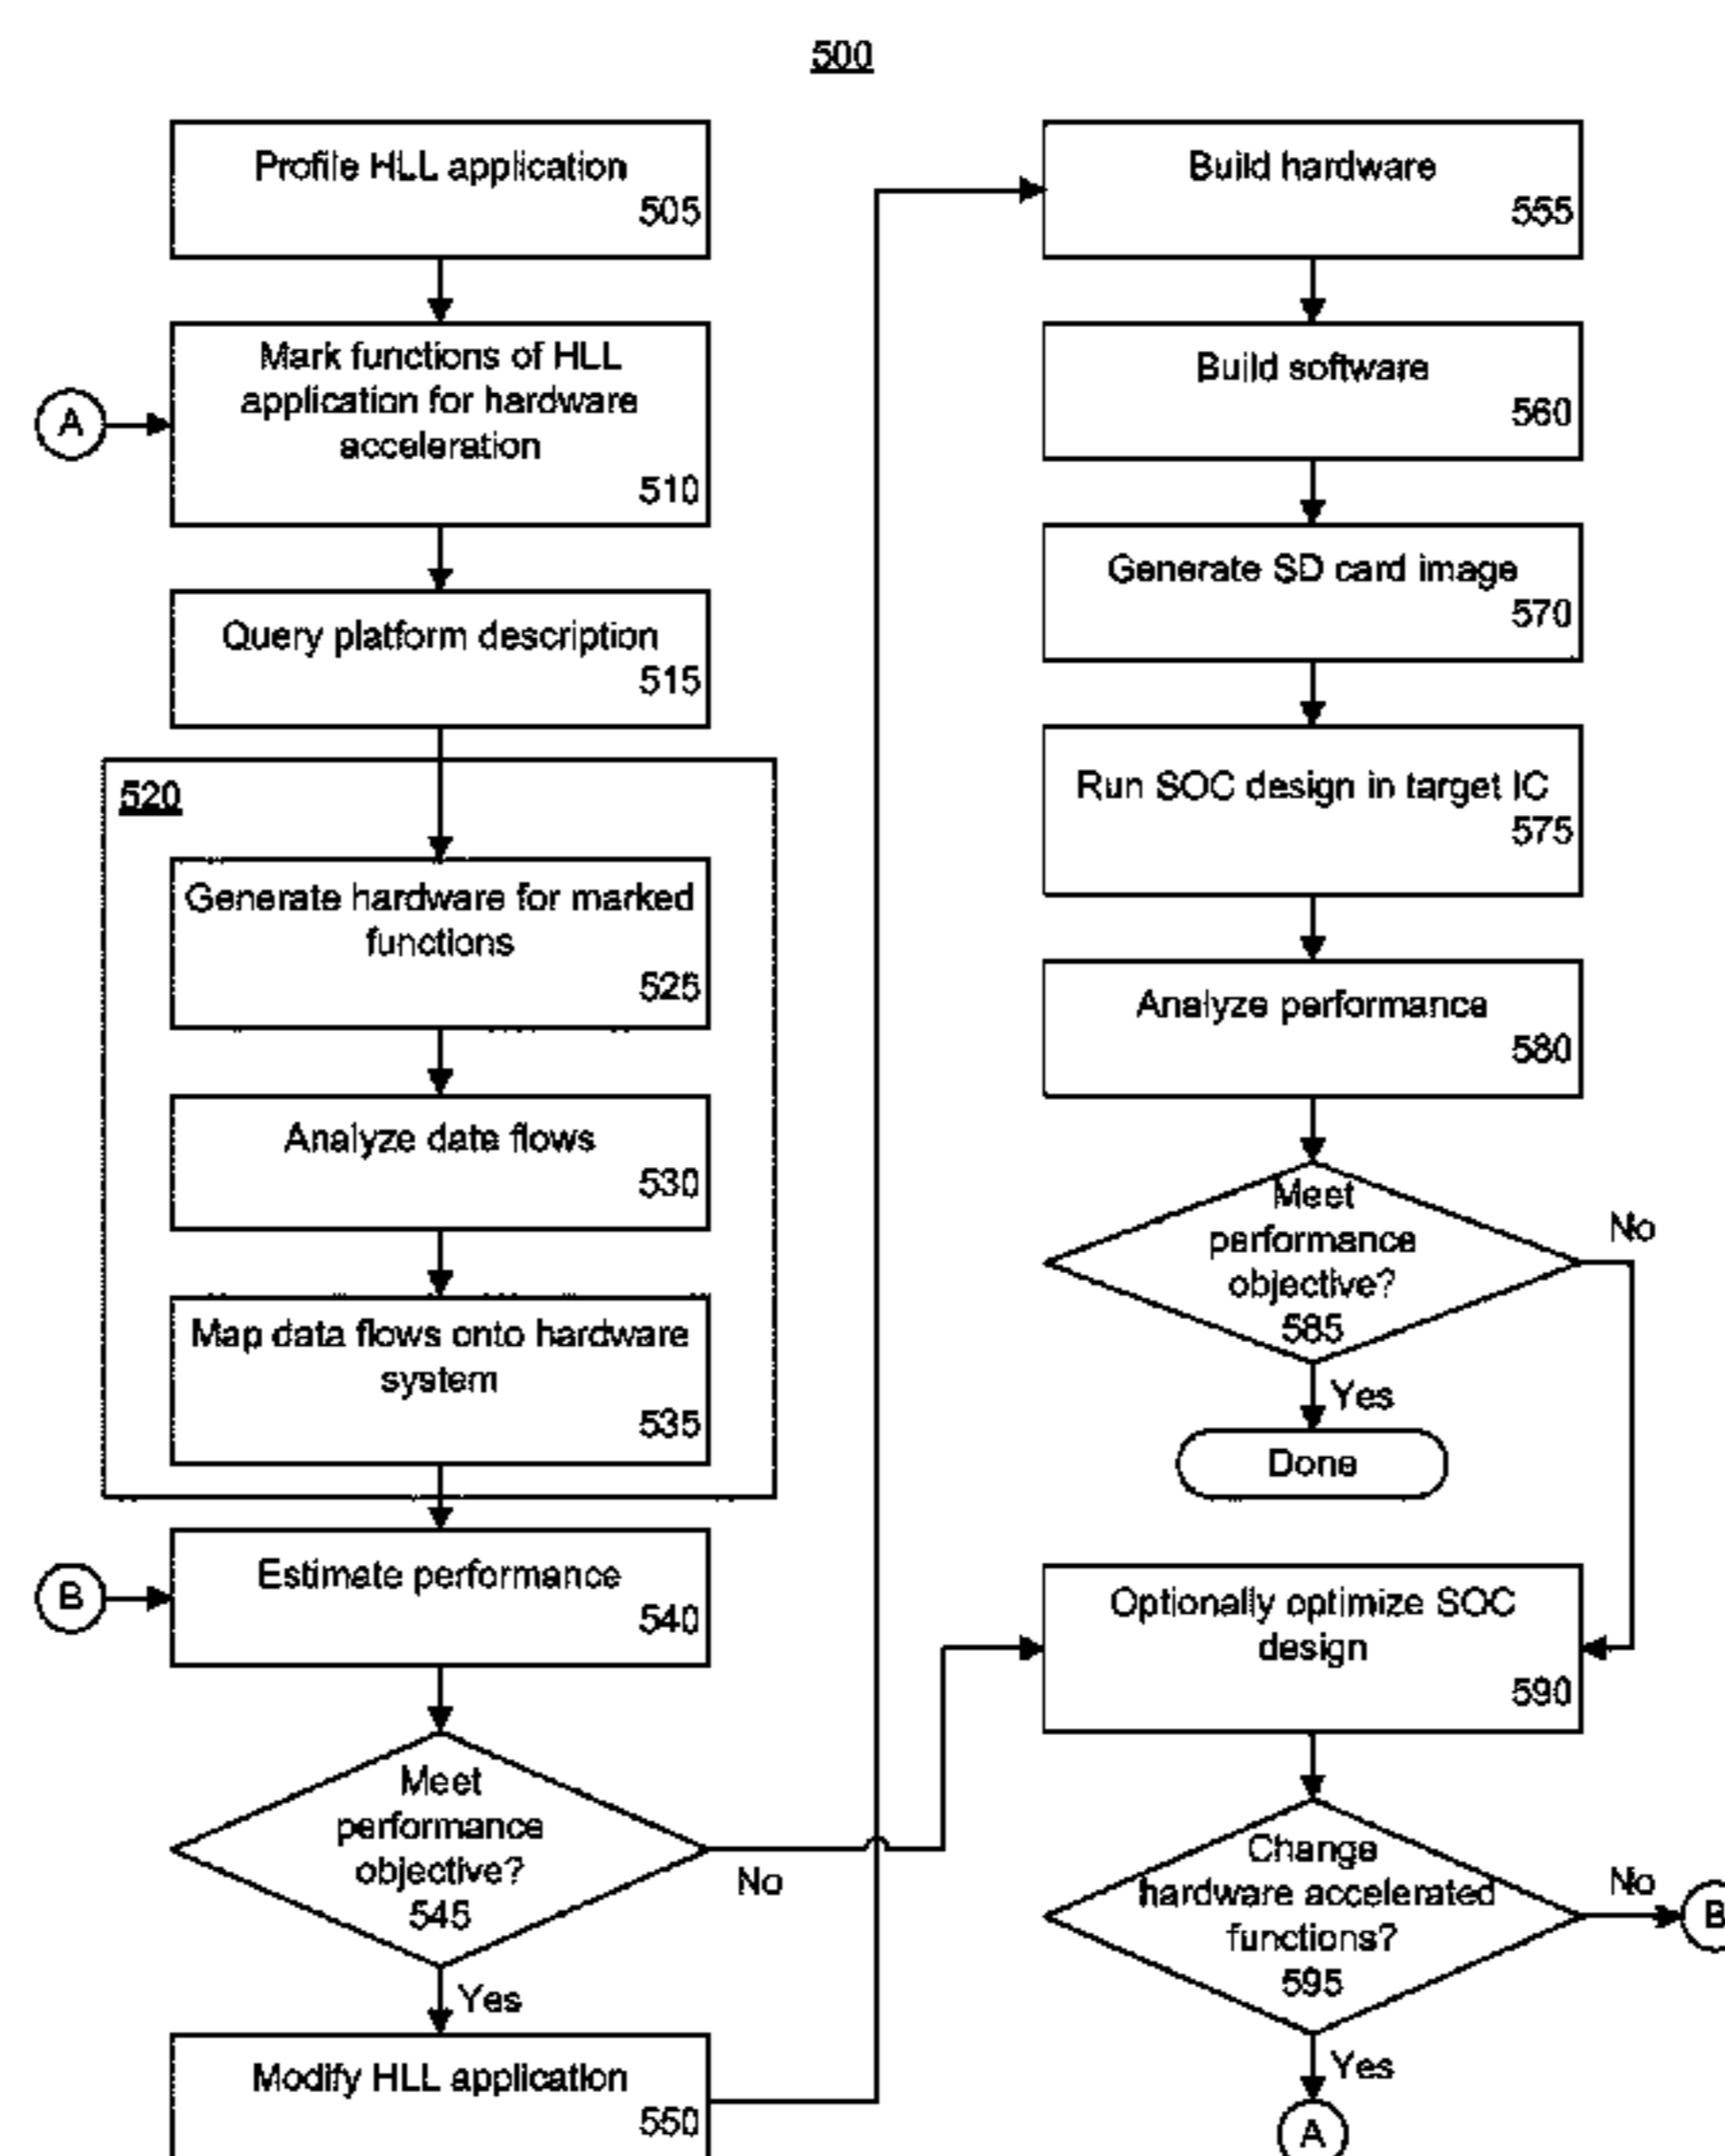 500
Profile HLL application
505
A
Mark functions of HLL
application for hardware
acceleration
510
Query platform description
515
520
Generate hardware for marked
functions
525
Analyze data flows
530
Map data flows onto hardware
system
535
B
Estimate performance
540
Meet
performance
objective?
545
No
Yes
Modify HLL application
550
Build hardware
555
Build software
560
Generate SD card image
570
Run SOC design in target IC
575
Analyze performance
580
Meet
performance
objective?
585
No
Yes
Done
Optionally optimize SOC
design
590
Change
hardware accelerated
functions?
595
No
B
Yes
A